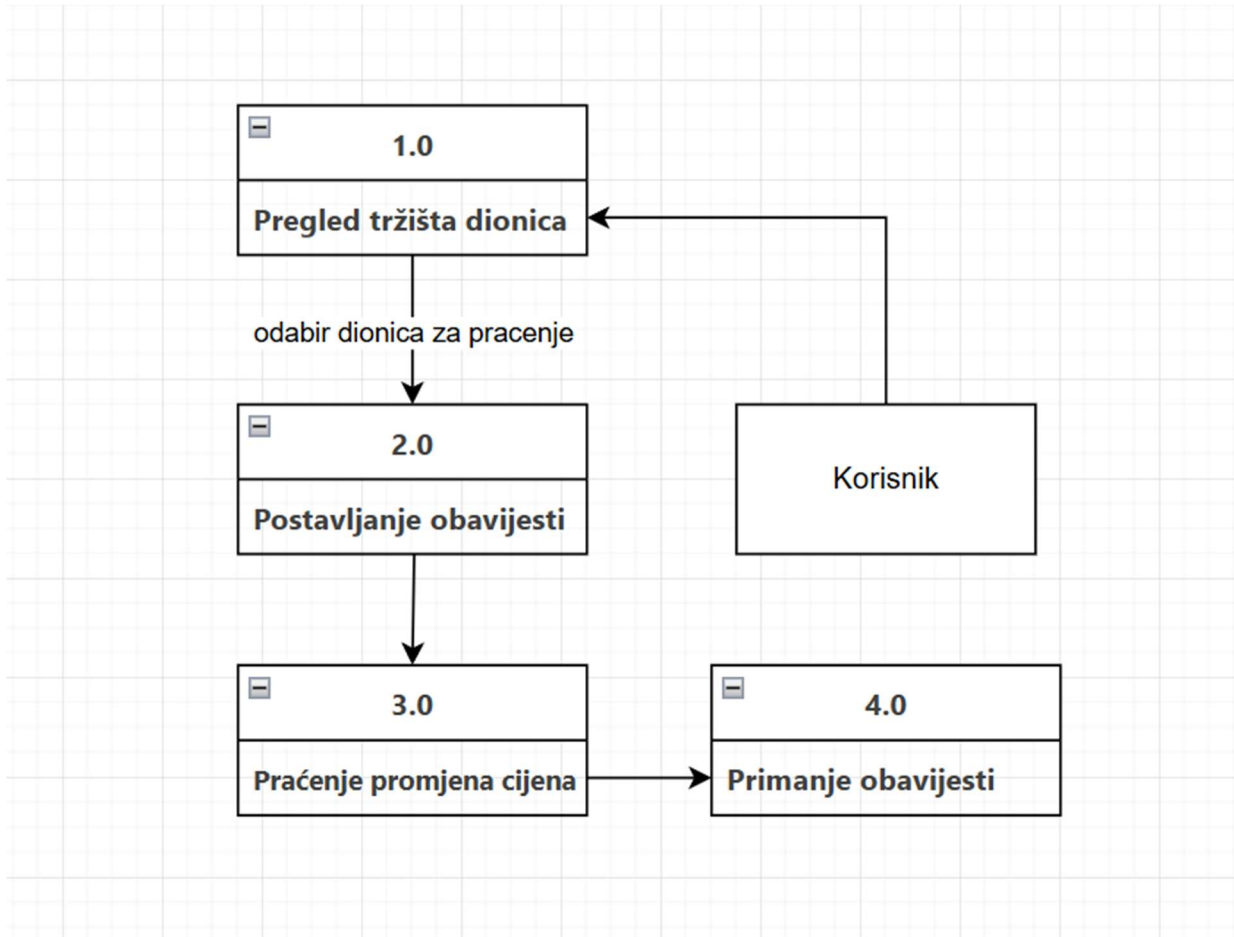 1.0
Pregled tržišta dionica
odabir dionica za pracenje
2.0
Postavljanje obavijesti
Korisnik
3.0
Praćenje promjena cijena
4.0
Primanje obavijesti